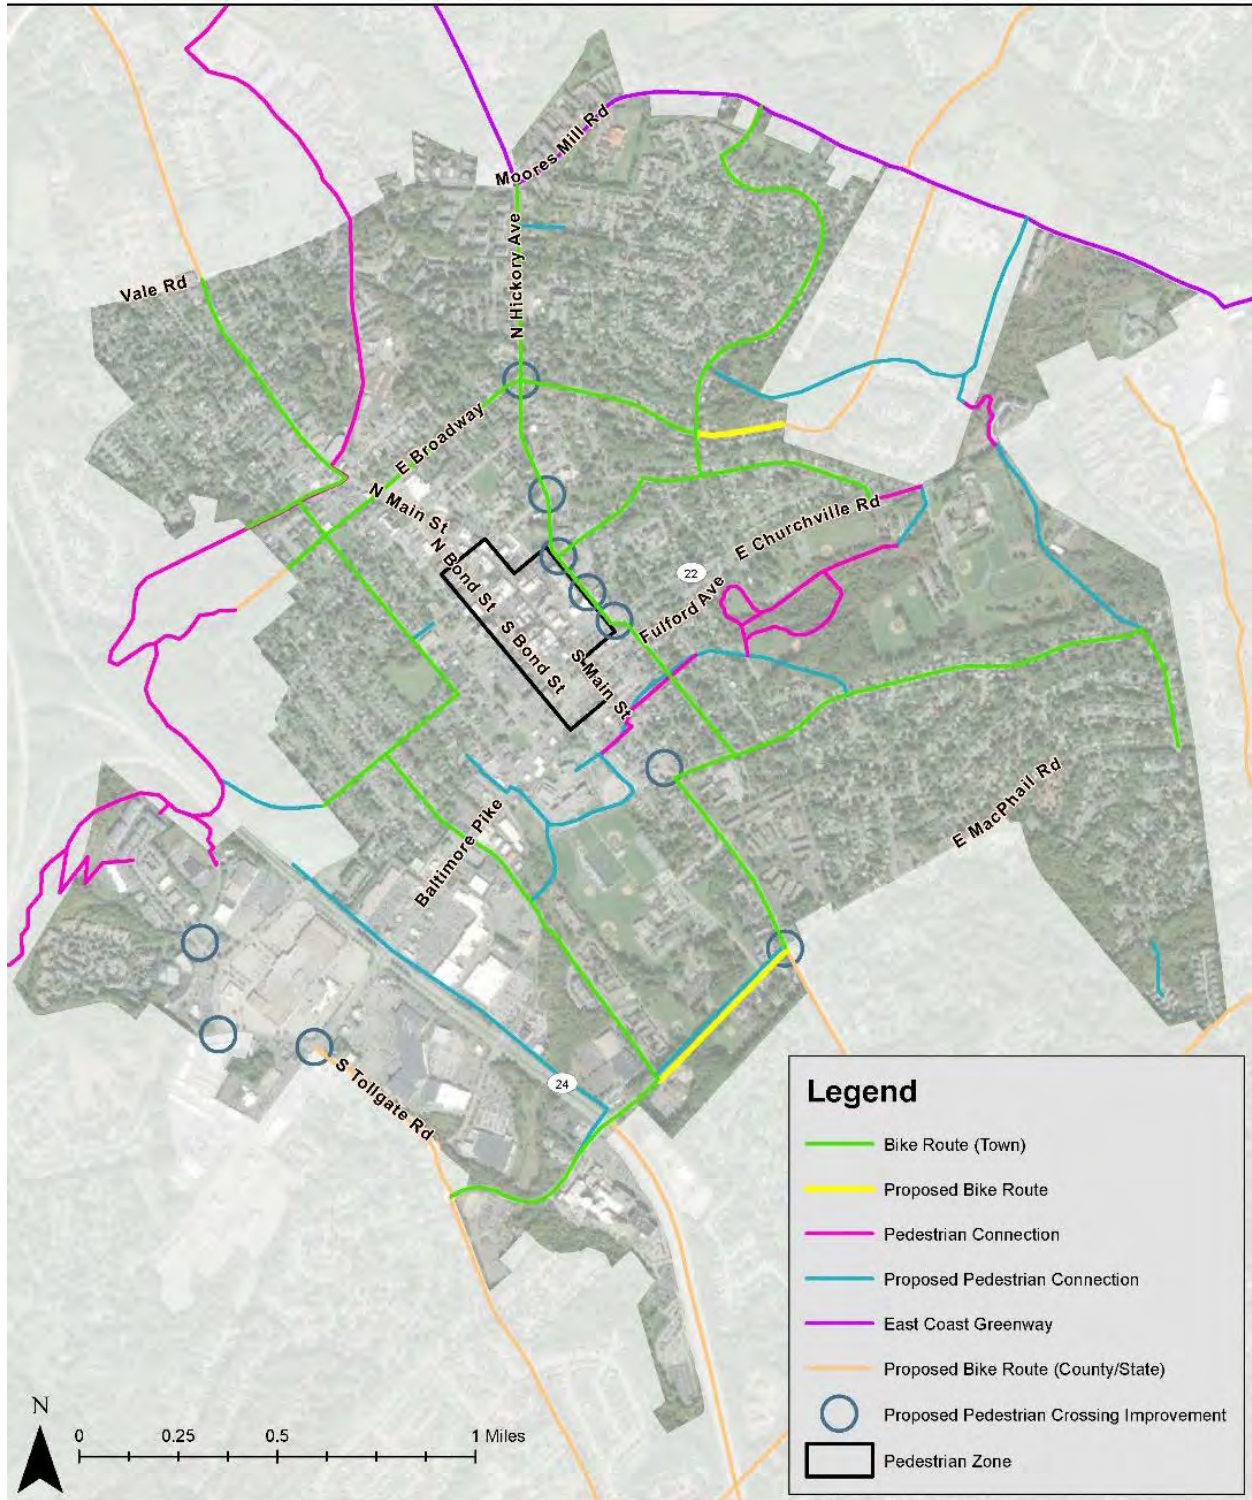 Moores Mill Rd
N Hickory Ave
Vale Rd
E Broadway
N Main St
E Churchville Rd
N Bond St
22
Fulford Ave
S Bond St
S Main St
E MacPhail Rd
Baltimore Pike
S Tollgate Rd
24
Legend
Bike Route (Town)
Proposed Bike Route
Pedestrian Connection
Proposed Pedestrian Connection
East Coast Greenway
Proposed Bike Route (County/State)
Proposed Pedestrian Crossing Improvement
Pedestrian Zone
N
0 0.25 0.5 1 Miles